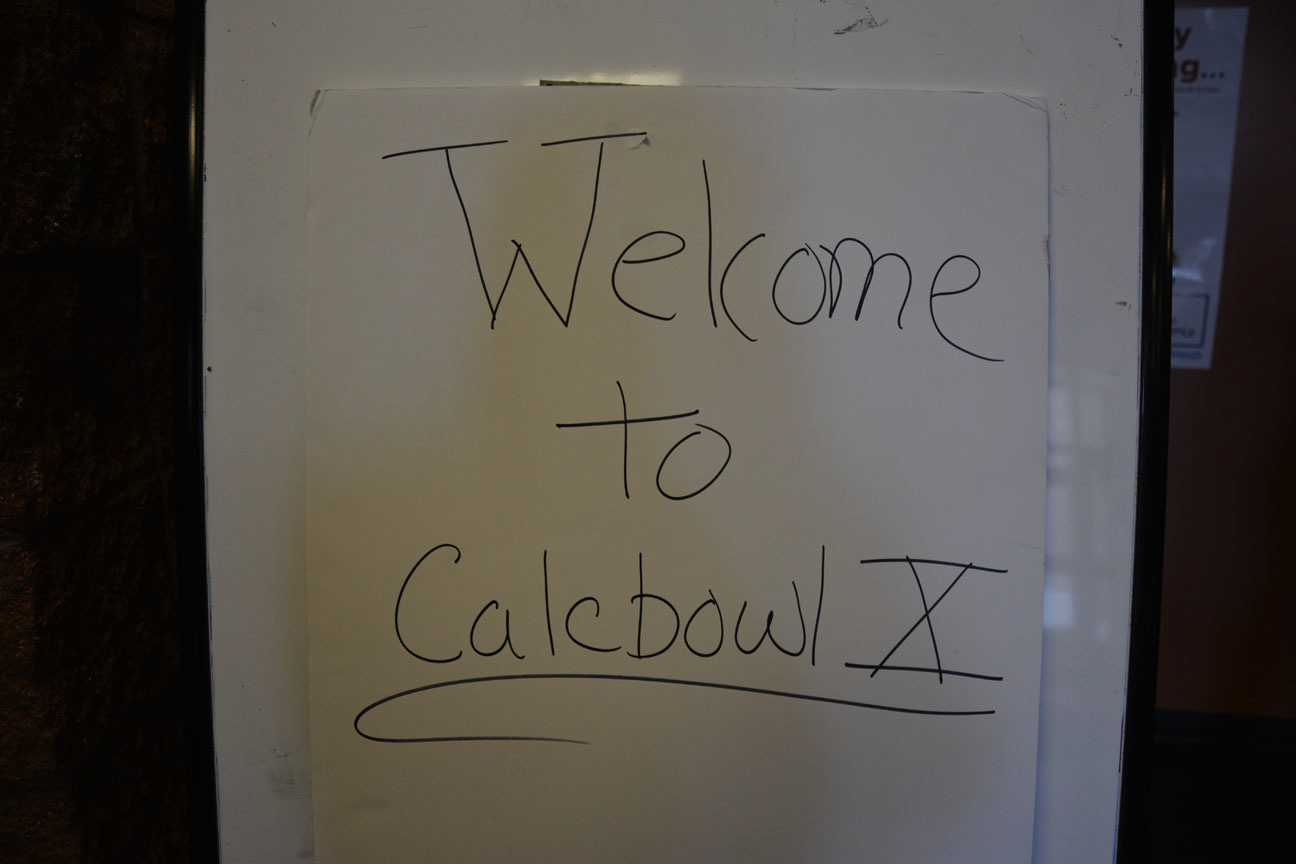 Welcome
to
Calcbowl X
y
g...